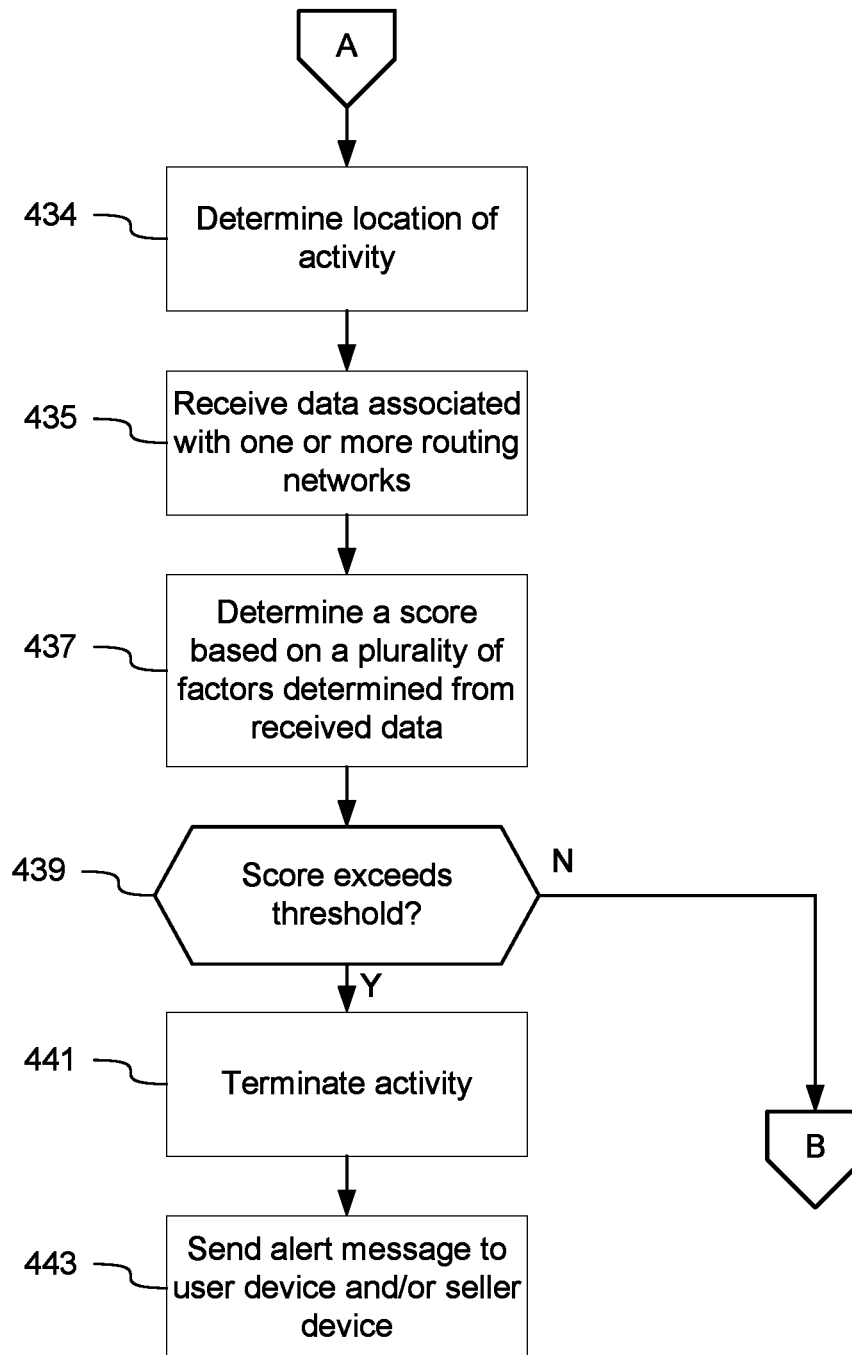 A
434
Determine location of
activity
435
Receive data associated
with one or more routing
networks
437
Determine a score
based on a plurality of
factors determined from
received data
439
Score exceeds
threshold?
N
Y
441
Terminate activity
B
443
Send alert message to
user device and/or seller
device